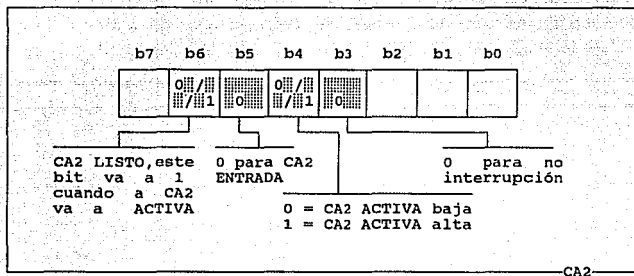 b7 b6 b5 b4 b3 b2 b1 b0
0 / 0 /
/ 1 0 / 1 0
CA2 LISTO,este
bit va a 1
cuando a CA2
va a ACTIVA
0 para CA2
ENTRADA
0 = CA2 ACTIVA baja
1 = CA2 ACTIVA alta
0 para no
interrupción
CA2